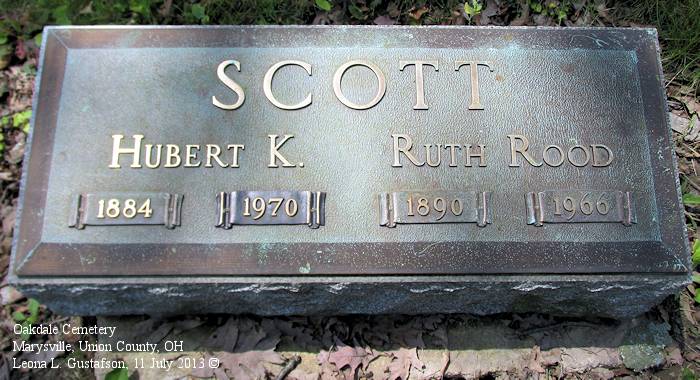 SCOTT
HUBERT K. RUTH ROOD
1884 1970 1890 1966
Oakdale Cemetery
Marysville, Union County, OH
Leona L. Gustafson, 11 July 2013 ©